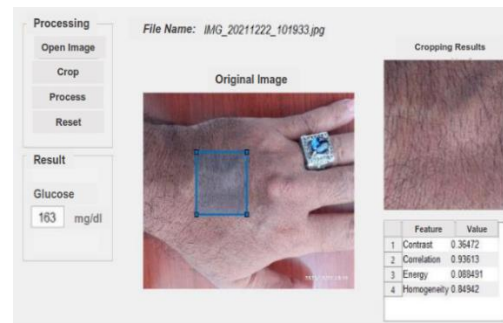 Processing
Open Image
Crop
Process
Reset
Result
Glucose
163 mg/dl
File Name: IMG_20211222_101933.jpg
Original Image
Cropping Results
Feature Value
1 Contrast 0.36472
2 Correlation 0.93613
3 Energy 0.088491
4 Homogeneity 0.84942